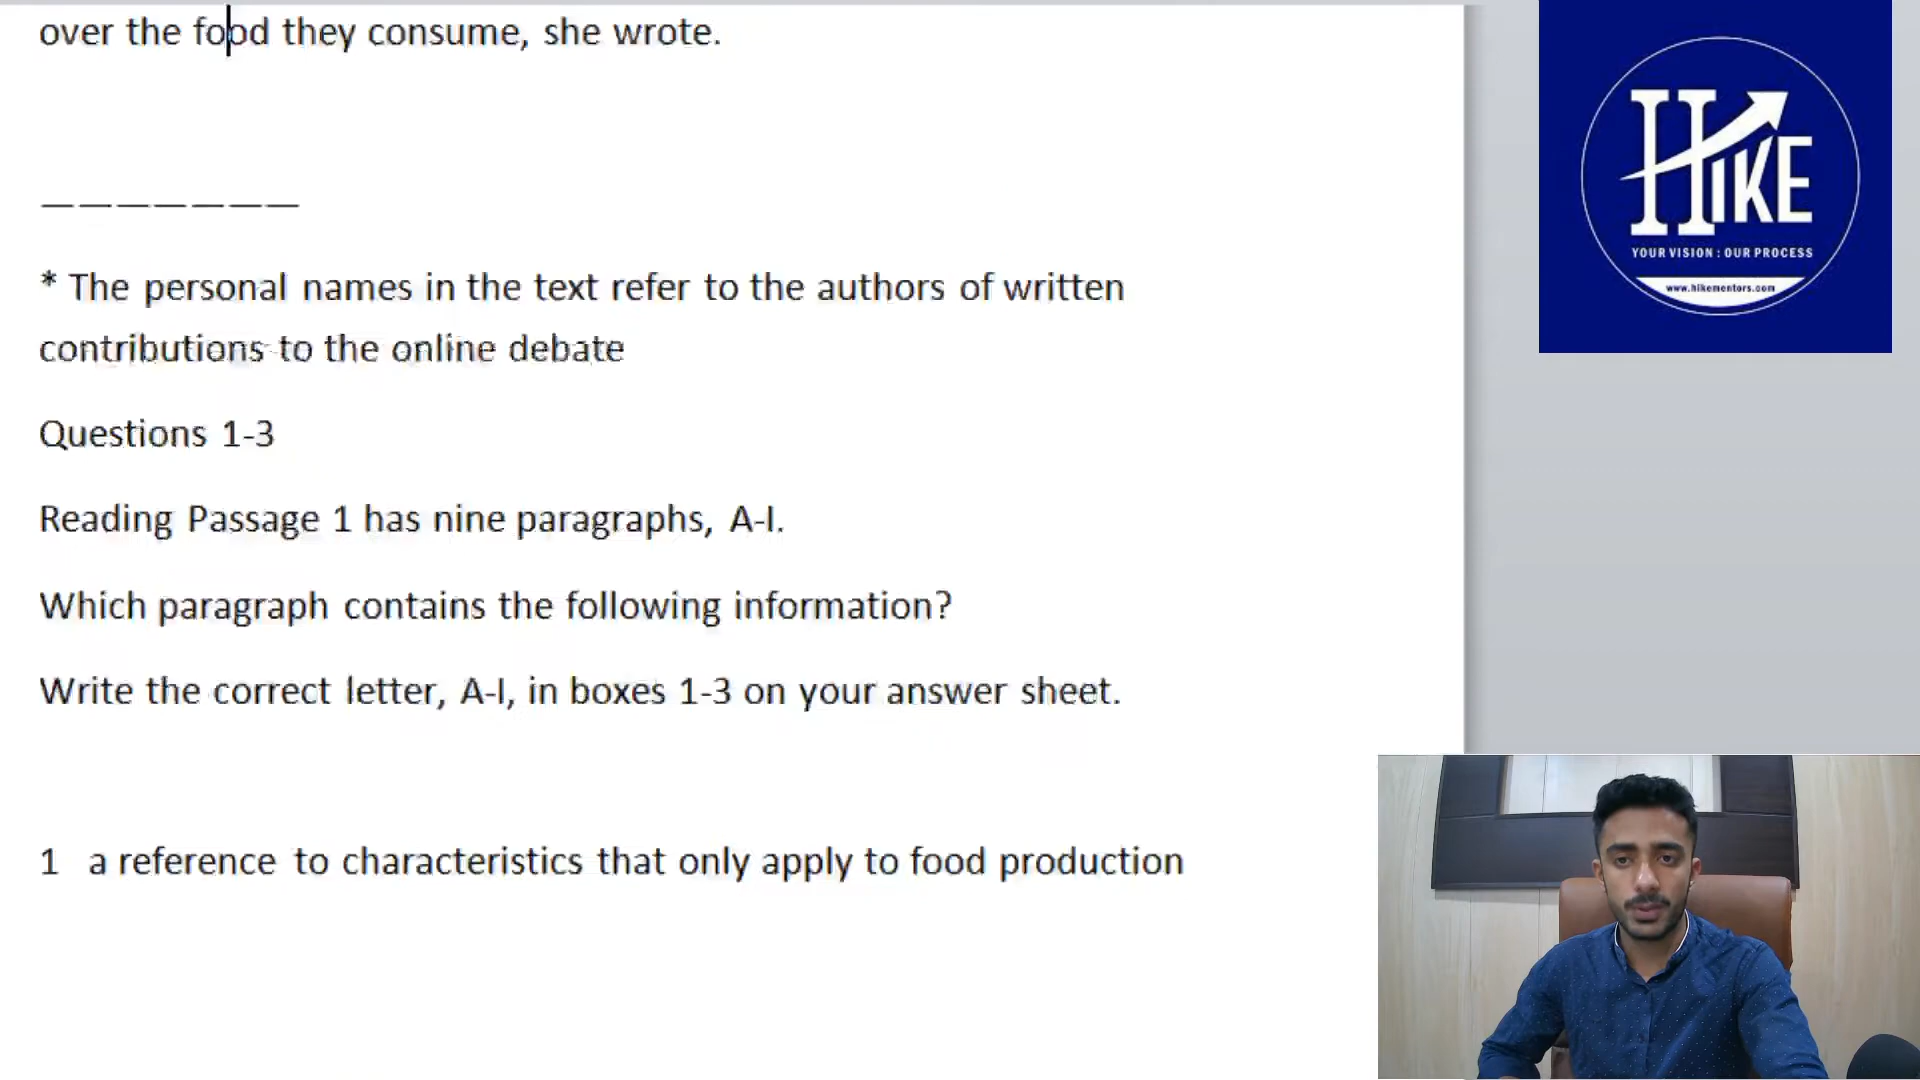 over the food they consume, she wrote.
_ _ _ _ _ _ _
* The personal names in the text refer to the authors of written
contributions to the online debate
Questions 1-3
Reading Passage 1 has nine paragraphs, A-I.
Which paragraph contains the following information?
Write the correct letter, A-I, in boxes 1-3 on your answer sheet.
1 a reference to characteristics that only apply to food production
HIKE
YOUR VISION : OUR PROCESS
www.hikementors.com